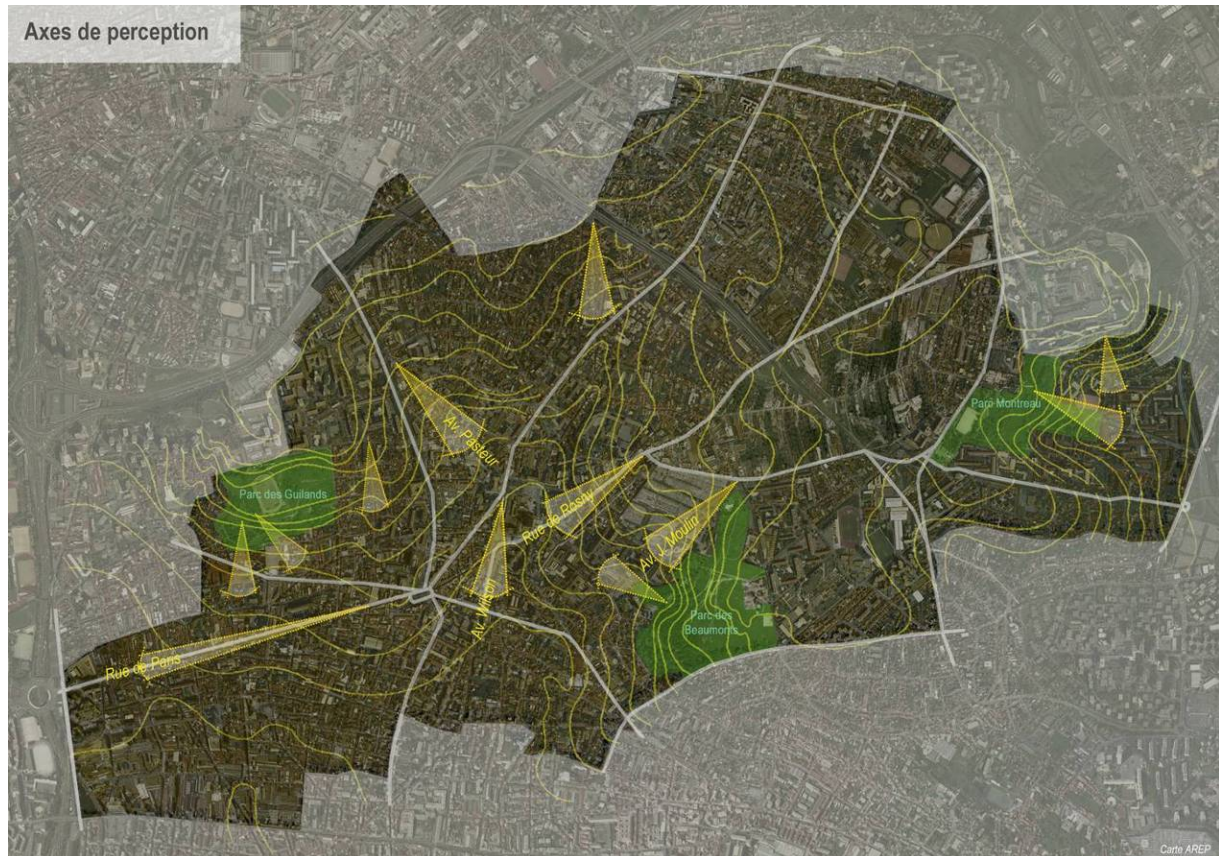 Axes de perception
Av. Pasteur
Parc Montreau
Parc des Guilands
Rue de Rosny
Av. J. Moulin
Av. Wilson
Parc des
Beaumonts
Rue de Paris
Carte AREP